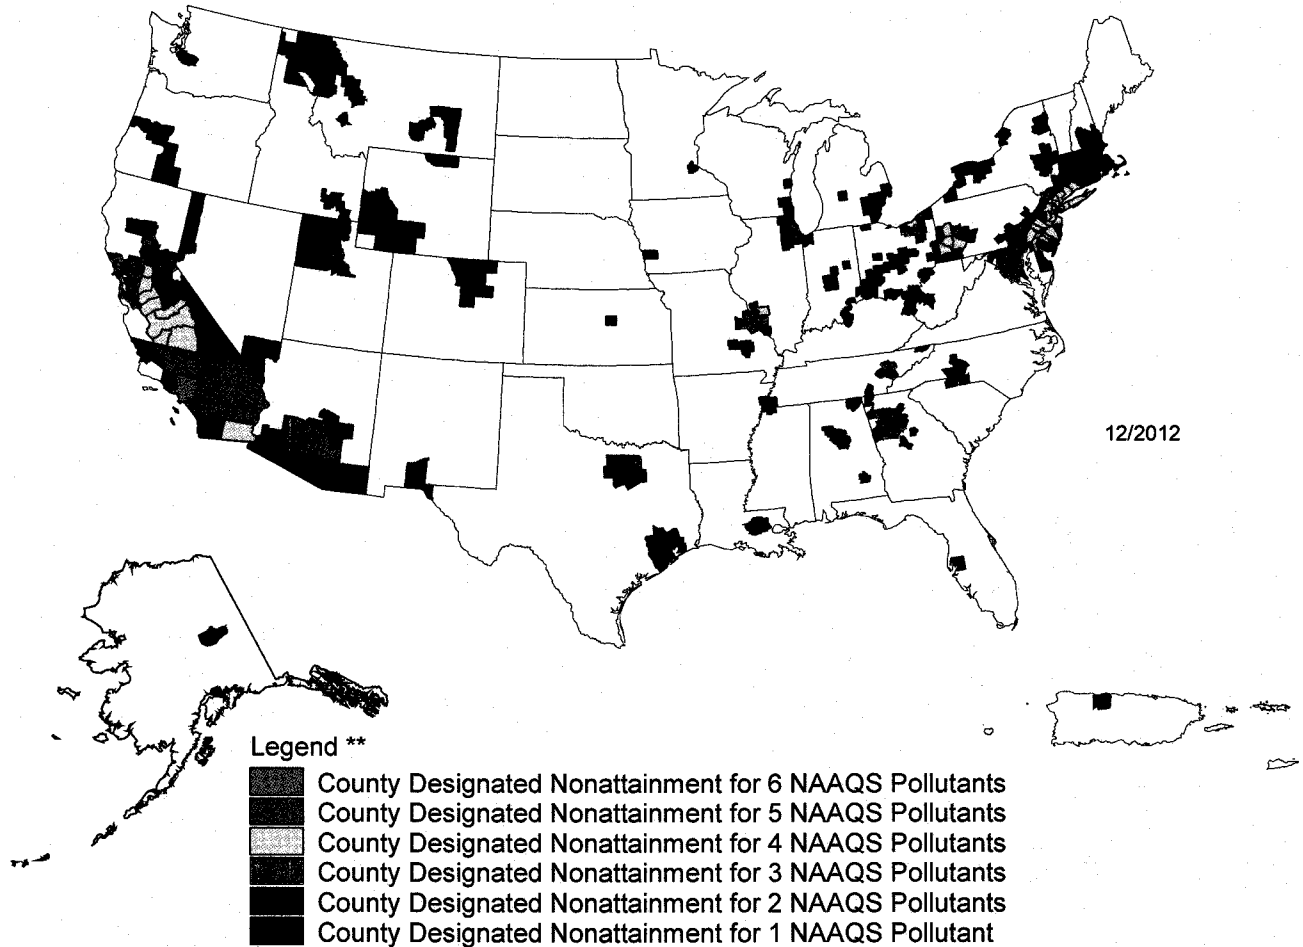 12/2012
Legend **
County Designated Nonattainment for 6 NAAQS Pollutants
County Designated Nonattainment for 5 NAAQS Pollutants
County Designated Nonattainment for 4 NAAQS Pollutants
County Designated Nonattainment for 3 NAAQS Pollutants
County Designated Nonattainment for 2 NAAQS Pollutants
County Designated Nonattainment for 1 NAAQS Pollutant